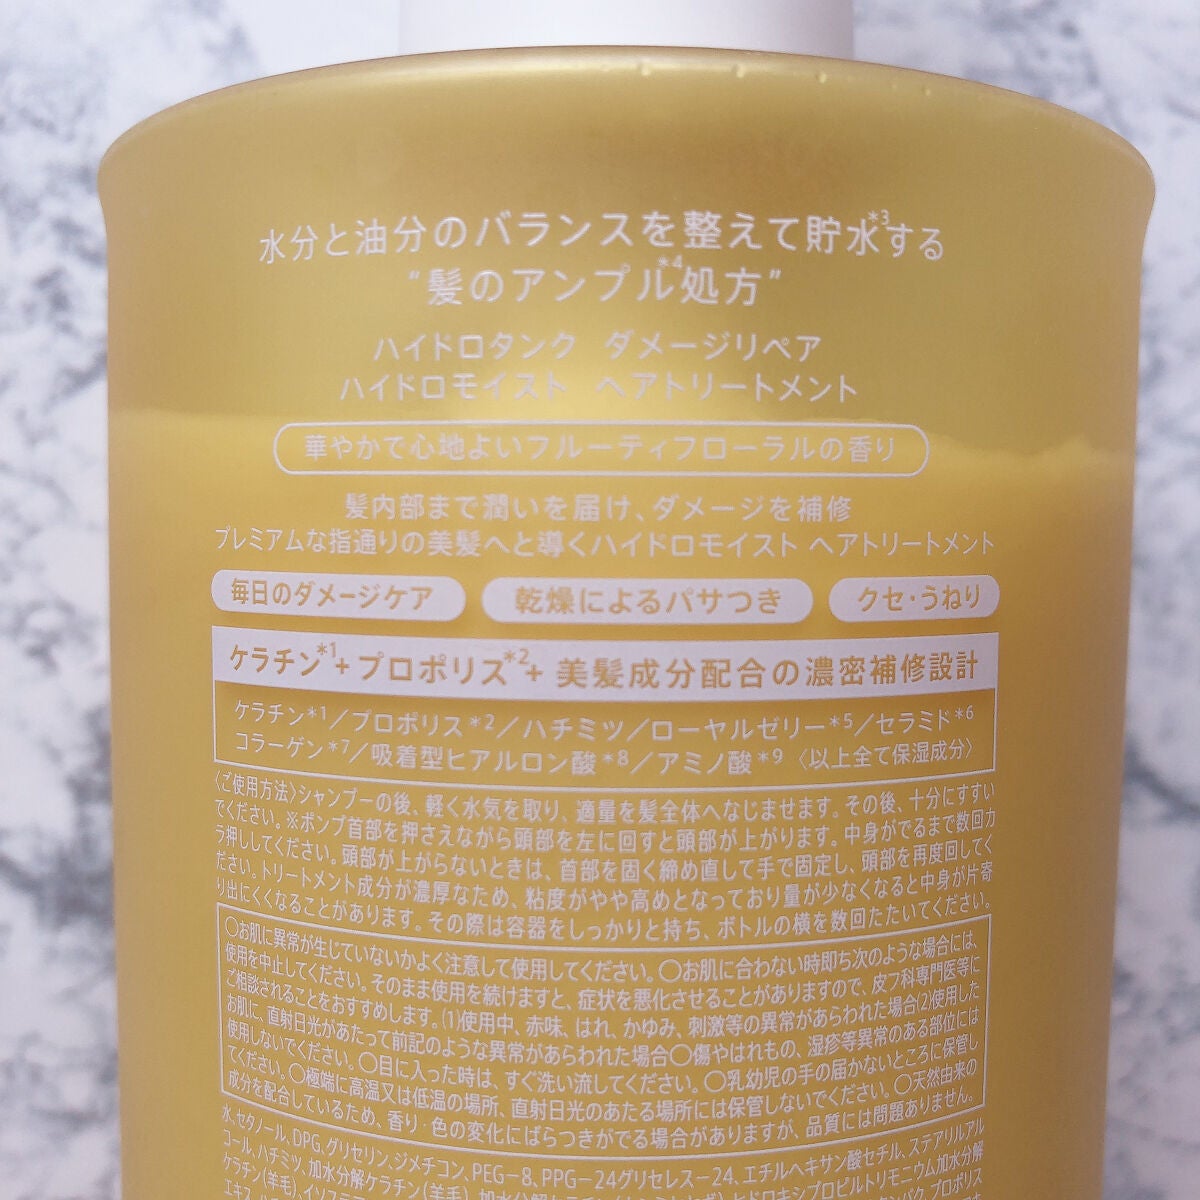 水分と油分のバランスを整えて貯水*3する
“髪のアンプル*4処方”
ハイドロタンク ダメージリペア
ハイドロモイスト ヘアトリートメント
華やかで心地よいフルーティフローラルの香り
髪内部まで潤いを届け、ダメージを補修
プレミアムな指通りの美髪へと導くハイドロモイスト ヘアトリートメント
毎日のダメージケア 乾燥によるパサつき クセ・うねり
ケラチン*1+プロポリス*2+ 美髪成分配合の濃密補修設計
ケラチン*1／プロポリス*2／ハチミツ／ローヤルゼリー*5／セラミド*6
コラーゲン*7／吸着型ヒアルロン酸*8／アミノ酸*9〈以上全て保湿成分〉
〈ご使用方法〉シャンプーの後、軽く水気を取り、適量を髪全体へなじませます。その後、十分にすすい
でください。※ポンプ首部を押さえながら頭部を左に回すと頭部が上がります。中身がでるまで数回カ
ラ押ししてください。頭部が上がらないときは、首部を固く締め直して手で固定し、頭部を再度回してく
ださい。トリートメント成分が濃厚なため、粘度がやや高めとなっており量が少なくなると中身が片寄
り出にくくなることがあります。その際は容器をしっかりと持ち、ボトルの横を数回たたいてください。
〇お肌に異常が生じていないかよく注意して使用してください。〇お肌に合わない時即ち次のような場合には、
使用を中止してください。そのまま使用を続けますと、症状を悪化させることがありますので、皮フ科専門医等に
ご相談されることをおすすめします。(1)使用中、赤味、はれ、かゆみ、刺激等の異常があらわれた場合(2)使用した
お肌に、直射日光があたって前記のような異常があらわれた場合〇傷やはれもの、湿疹等異常のある部位には
使用しないでください。〇目に入った時は、すぐ洗い流してください。〇乳幼児の手の届かないところに保管し
てください。〇極端に高温又は低温の場所、直射日光のあたる場所には保管しないでください。〇天然由来の
成分を配合しているため、香り・色の変化にばらつきがでる場合がありますが、品質には問題ありません。
水、セタノール、DPG、グリセリン、ジメチコン、PEG－8、PPG－24グリセレス－24、エチルヘキサン酸セチル、ステアリルアル
コール、ハチミツ、加水分解ケラチン(羊毛)、加水分解ケラチン ヒドロキシプロピルトリモニウム加水分解
ケラチン(羊毛)、 タンパク、プロポリス
エキス